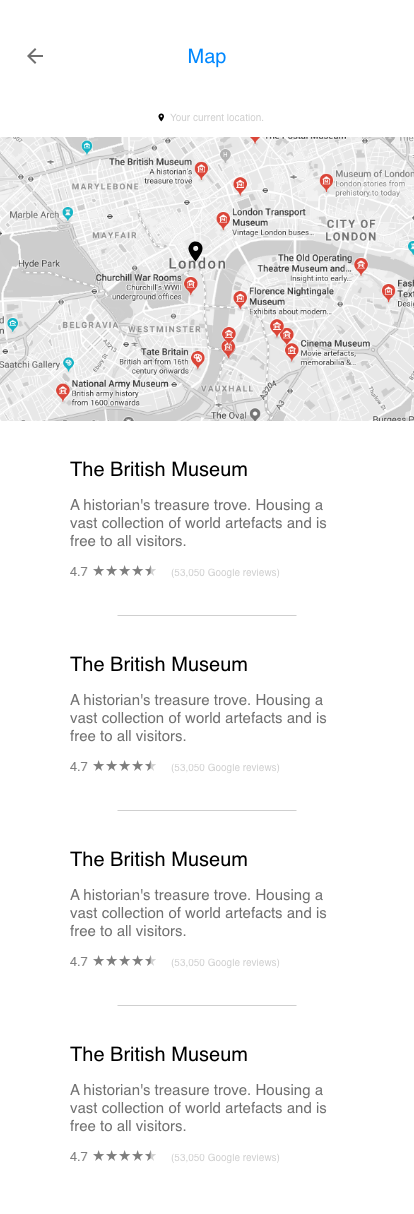 Map
Your current location.
The Postal Museum
The British Museum
A historian's
treasure trove
Museum of London
London stones from
prehistory to today
MARYLEBONE
Marble Arch
London Transport
Museum
Vintage London buses..
CITY OF
LONDON
MAYFAIR
Hyde Park
London
The Old Operating
Theatre Museum and...
Insight into early...
Churchill War Rooms
Churchill's WWII
underground offices
Florence Nightingale
Museum
Exhibits about modern..
Fash
Text
Desi
BELGRAVIA
WESTMINSTER
Saatchi Gallery
Tate Britain
British art from 16th
century onwards
Cinema Museum
Movie artefacts,
memorabilia &...
National Army Museum
British army history
from 1600 onwards
VAUXHALL
A3204
A3
The Oval
Burgess P
The British Museum
A historian's treasure trove. Housing a
vast collection of world artefacts and is
free to all visitors.
4.7 ★★★★⯨ (53,050 Google reviews)
The British Museum
A historian's treasure trove. Housing a
vast collection of world artefacts and is
free to all visitors.
4.7 ★★★★⯨ (53,050 Google reviews)
The British Museum
A historian's treasure trove. Housing a
vast collection of world artefacts and is
free to all visitors.
4.7 ★★★★⯨ (53,050 Google reviews)
The British Museum
A historian's treasure trove. Housing a
vast collection of world artefacts and is
free to all visitors.
4.7 ★★★★⯨ (53,050 Google reviews)